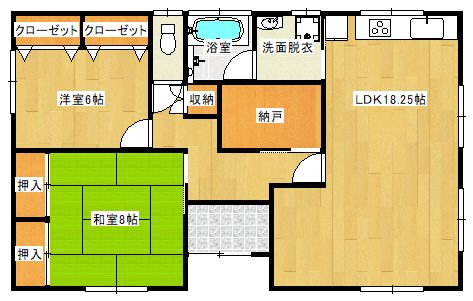 クローゼット クローゼット
浴室
洗面脱衣
洋室6帖
収納
LDK18.25帖
納戸
押入
和室8帖
押入